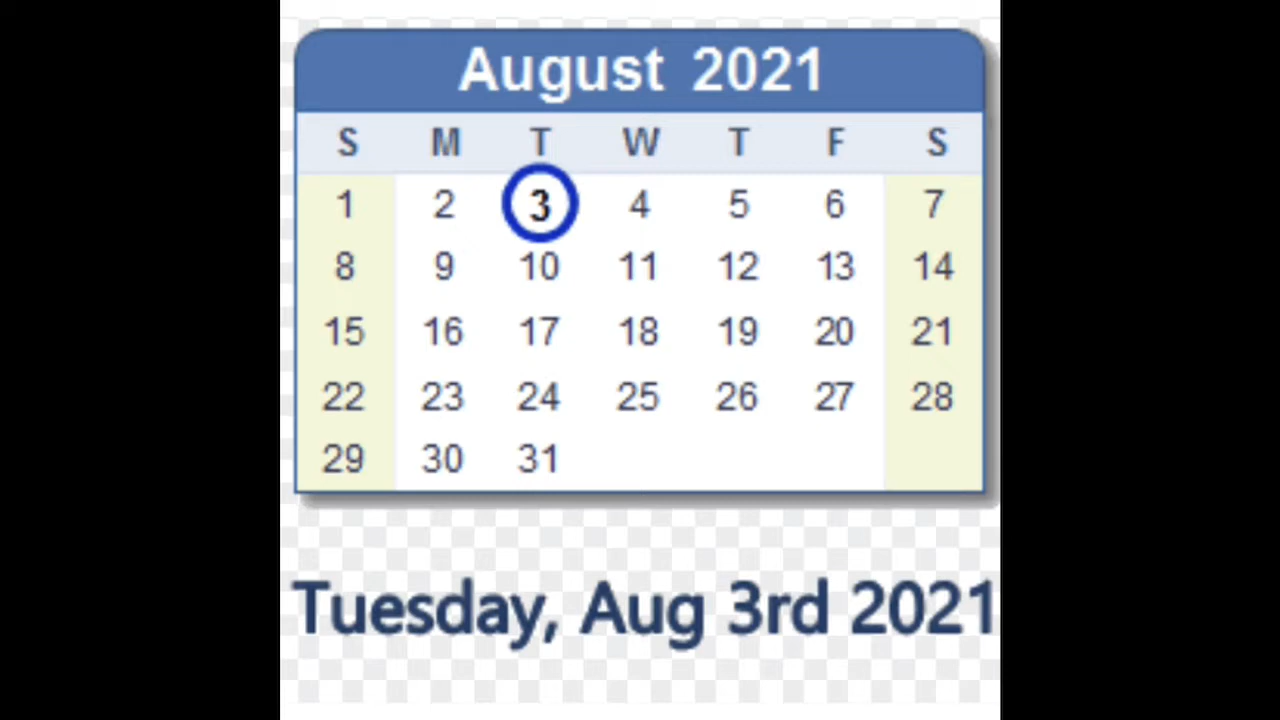 August 2021
S M T W T F S
1 2 3 4 5 6 7
8 9 10 11 12 13 14
15 16 17 18 19 20 21
22 23 24 25 26 27 28
29 30 31
Tuesday, Aug 3rd 2021